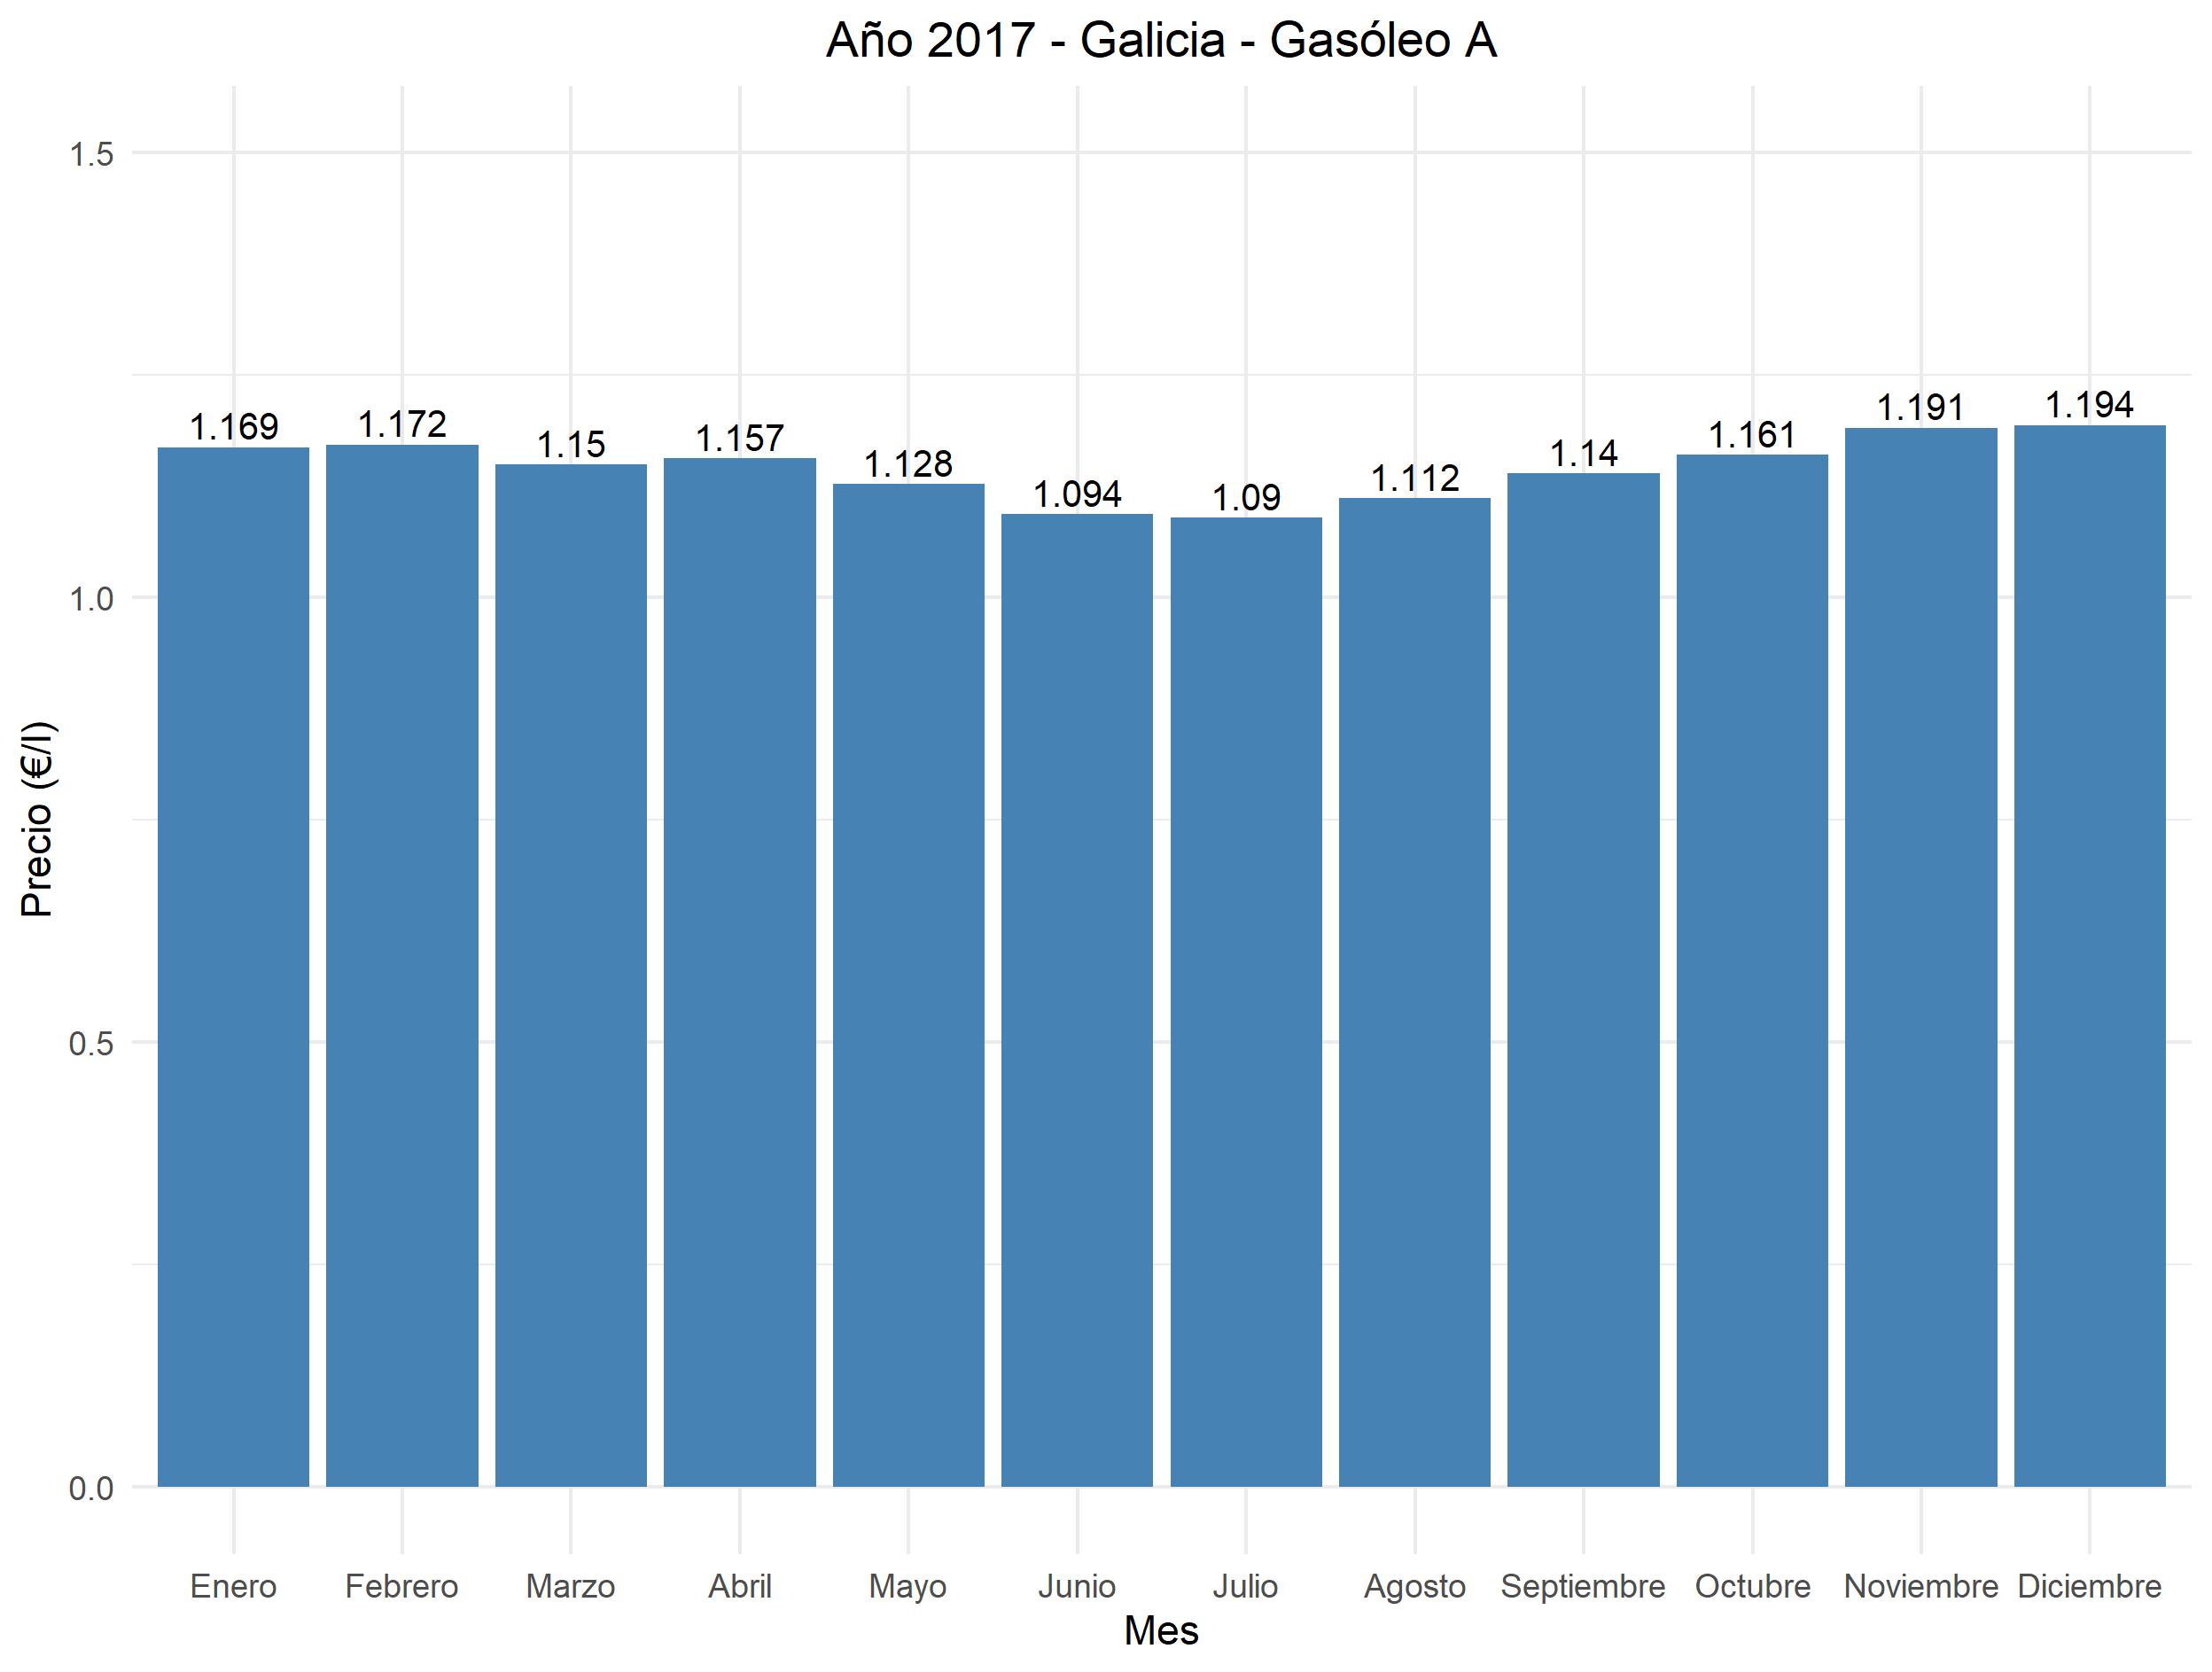 Año 2017 - Galicia - Gasóleo A
1.5
1.0
0.5
0.0
Precio (€/l)
1.169
1.172
1.15
1.157
1.128
1.094
1.09
1.112
1.14
1.161
1.191
1.194
Enero
Febrero
Marzo
Abril
Mayo
Junio
Julio
Agosto
Septiembre
Octubre
Noviembre
Diciembre
Mes